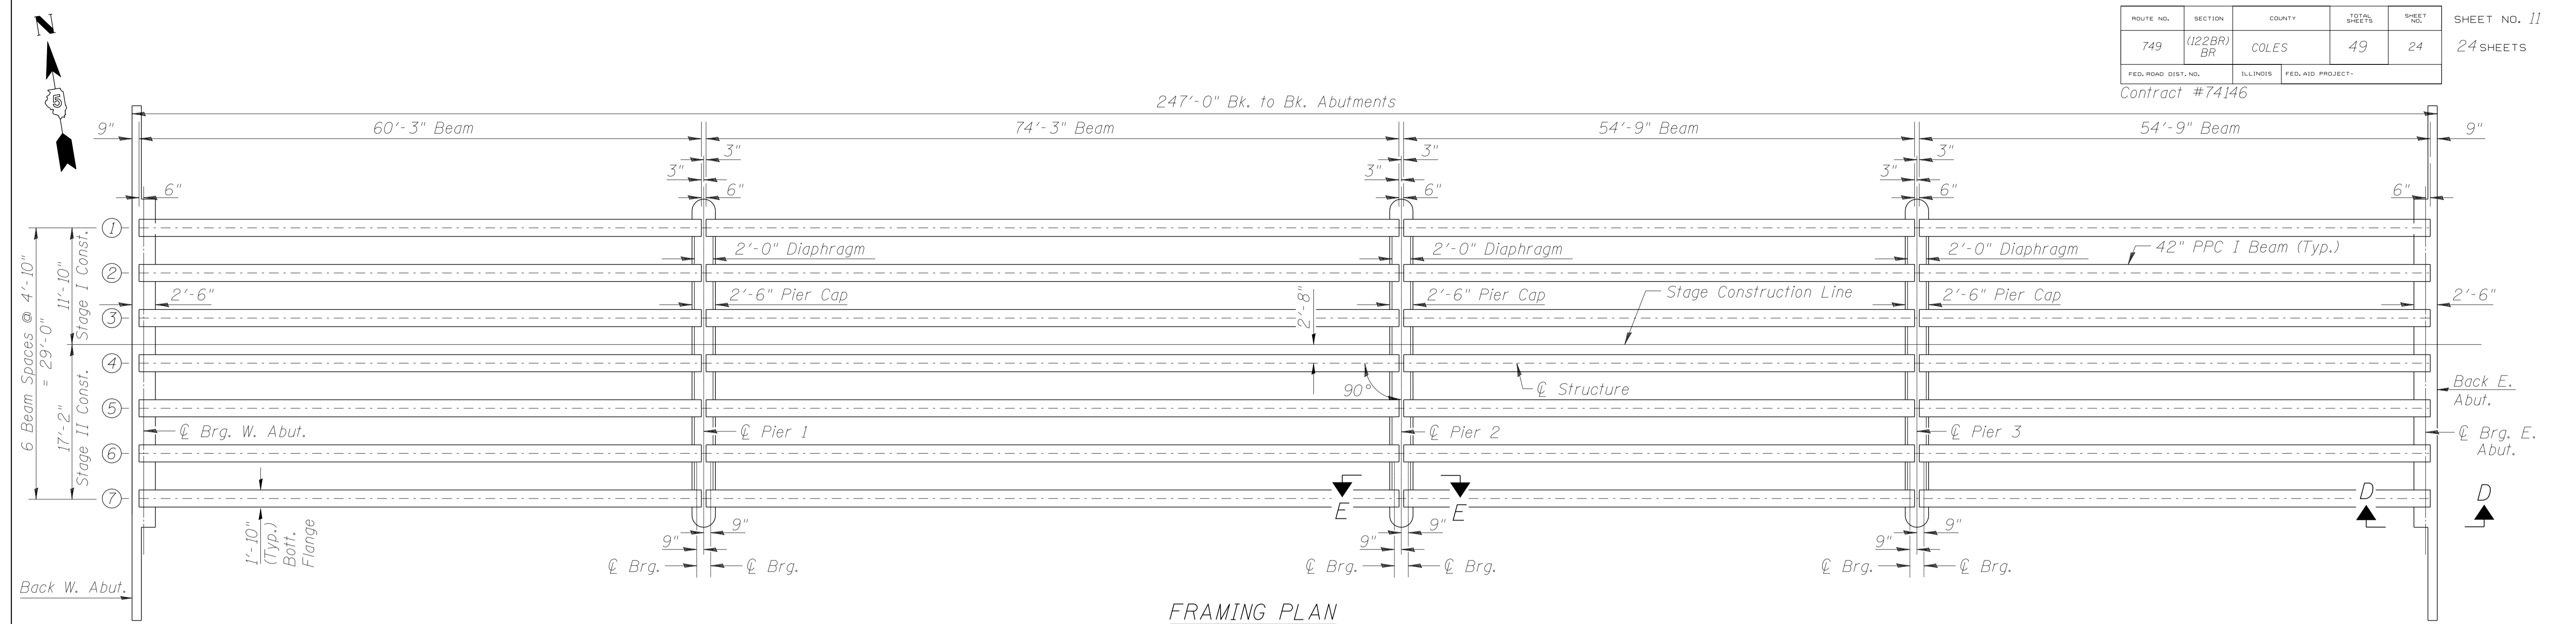 N
5
ROUTE NO.
SECTION
COUNTY
TOTAL SHEETS
SHEET NO.
749
(122BR) BR
COLES
49
24
FED. ROAD DIST. NO.
ILLINOIS
FED. AID PROJECT-
SHEET NO. 11
24 SHEETS
Contract #74146
247'-0" Bk. to Bk. Abutments
9"
60'-3" Beam
74'-3" Beam
54'-9" Beam
54'-9" Beam
9"
3"
3"
3"
3"
3"
3"
6"
6"
6"
6"
6"
1
2
3
4
5
6
7
6 Beam Spaces @ 4'-10"
= 29'-0"
11'-10"
Stage I Const.
17'-2"
Stage II Const.
2'-0" Diaphragm
2'-0" Diaphragm
2'-0" Diaphragm
42" PPC I Beam (Typ.)
2'-6"
2'-6" Pier Cap
2'-6" Pier Cap
2'-6" Pier Cap
2'-6"
2'-8"
Stage Construction Line
90°
℄ Structure
Back E.
Abut.
℄ Brg. W. Abut.
℄ Pier 1
℄ Pier 2
℄ Pier 3
℄ Brg. E.
Abut.
1'-10"
(Typ.)
Bott.
Flange
E
E
D
D
9"
9"
9"
9"
9"
9"
℄ Brg.
℄ Brg.
℄ Brg.
℄ Brg.
℄ Brg.
℄ Brg.
Back W. Abut.
FRAMING PLAN